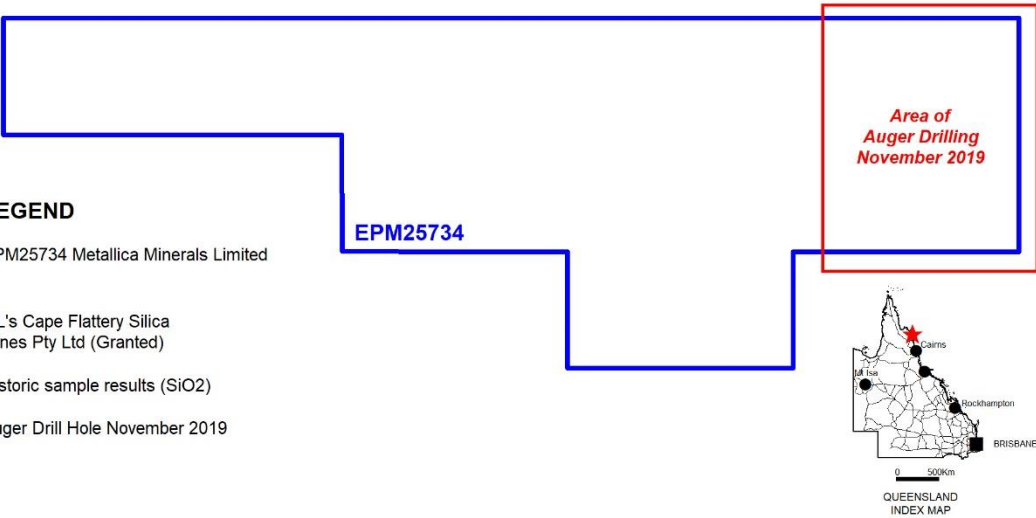 Area of
Auger Drilling
November 2019
EGEND
EPM25734
PM25734 Metallica Minerals Limited
L's Cape Flattery Silica
nes Pty Ltd (Granted)
storic sample results (SiO2)
uger Drill Hole November 2019
Cairns
Mt Isa
Rockhampton
BRISBANE
0 500Km
QUEENSLAND
INDEX MAP